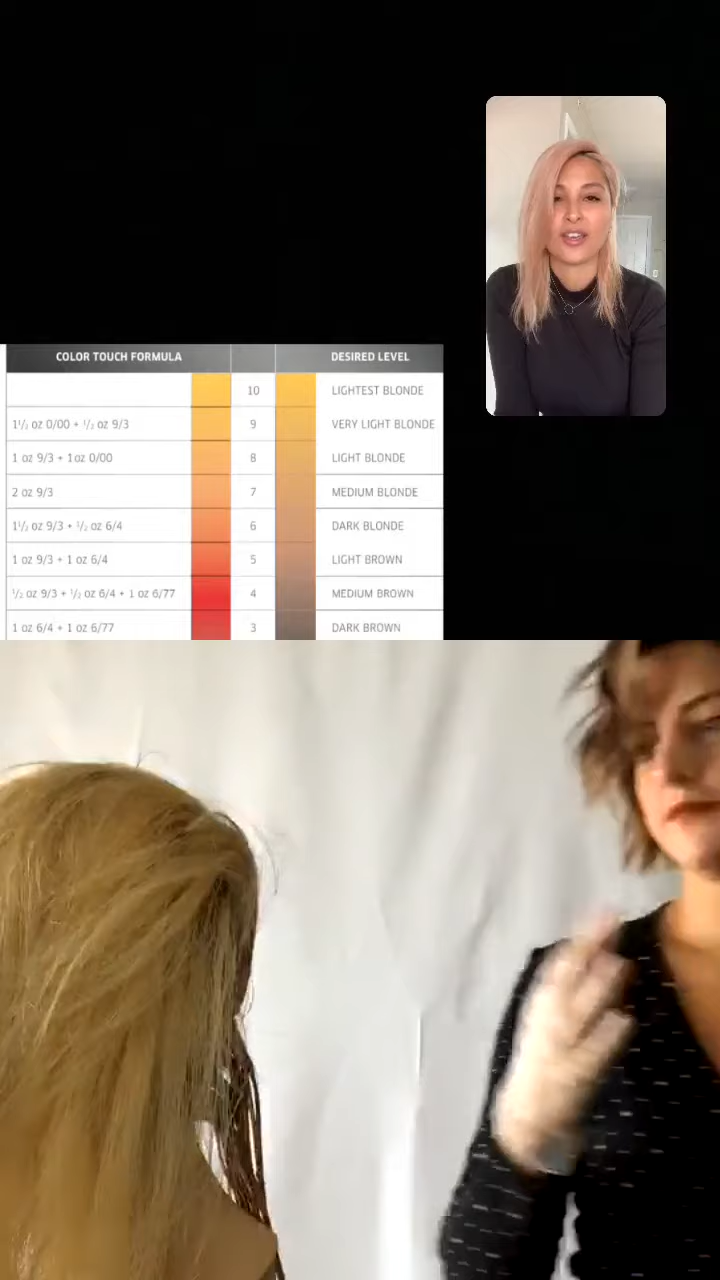 COLOR TOUCH FORMULA DESIRED LEVEL
10 LIGHTEST BLONDE
1 1/2 oz 0/00 + 1/2 oz 9/3 9 VERY LIGHT BLONDE
1 oz 9/3 + 1oz 0/00 8 LIGHT BLONDE
2 oz 9/3 7 MEDIUM BLONDE
1 1/2 oz 9/3 + 1/2 oz 6/4 6 DARK BLONDE
1 oz 9/3 + 1 oz 6/4 5 LIGHT BROWN
1/2 oz 9/3 + 1/2 oz 6/4 + 1 oz 6/77 4 MEDIUM BROWN
1 oz 6/4 + 1 oz 6/77 3 DARK BROWN